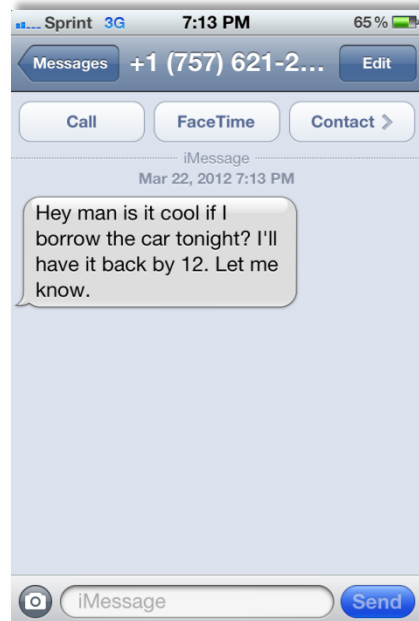 Sprint 3G 7:13 PM 65 %
Messages +1 (757) 621-2... Edit
Call FaceTime Contact
iMessage
Mar 22, 2012 7:13 PM
Hey man is it cool if I
borrow the car tonight? I'll
have it back by 12. Let me
know.
iMessage Send